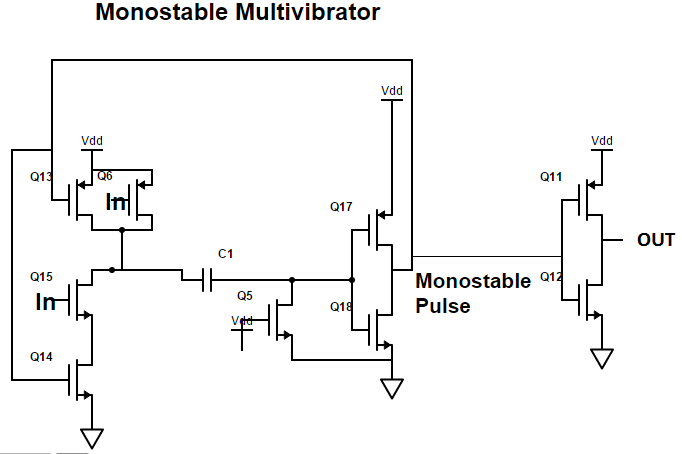 Monostable Multivibrator
Vdd
Vdd
Vdd
Q13
Q6
In
Q11
Q17
OUT
C1
Q15
In
Q5
Vdd
Q18
Monostable
Pulse
Q12
Q14